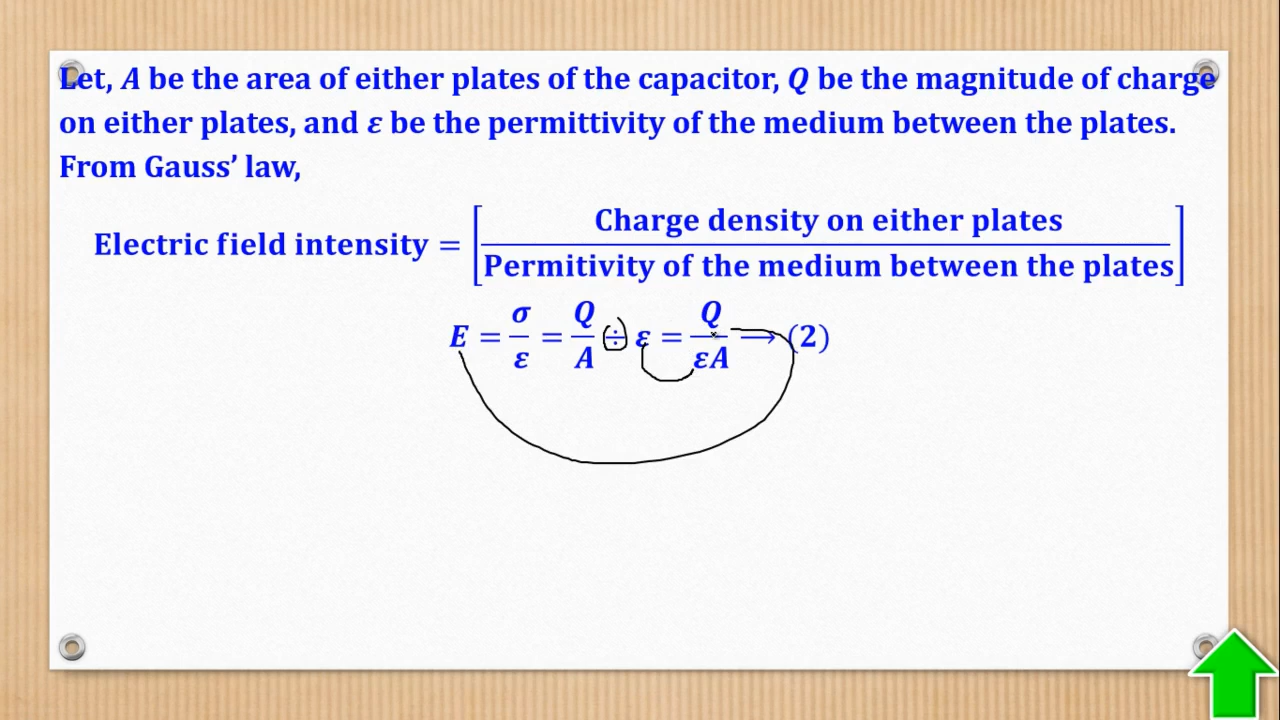 Let, A be the area of either plates of the capacitor, Q be the magnitude of charge
on either plates, and ε be the permittivity of the medium between the plates.
From Gauss’ law,
Electric field intensity = [Charge density on either plates / Permitivity of the medium between the plates]
E = σ/ε = Q/A ÷ ε = Q/εA ⟶ (2)